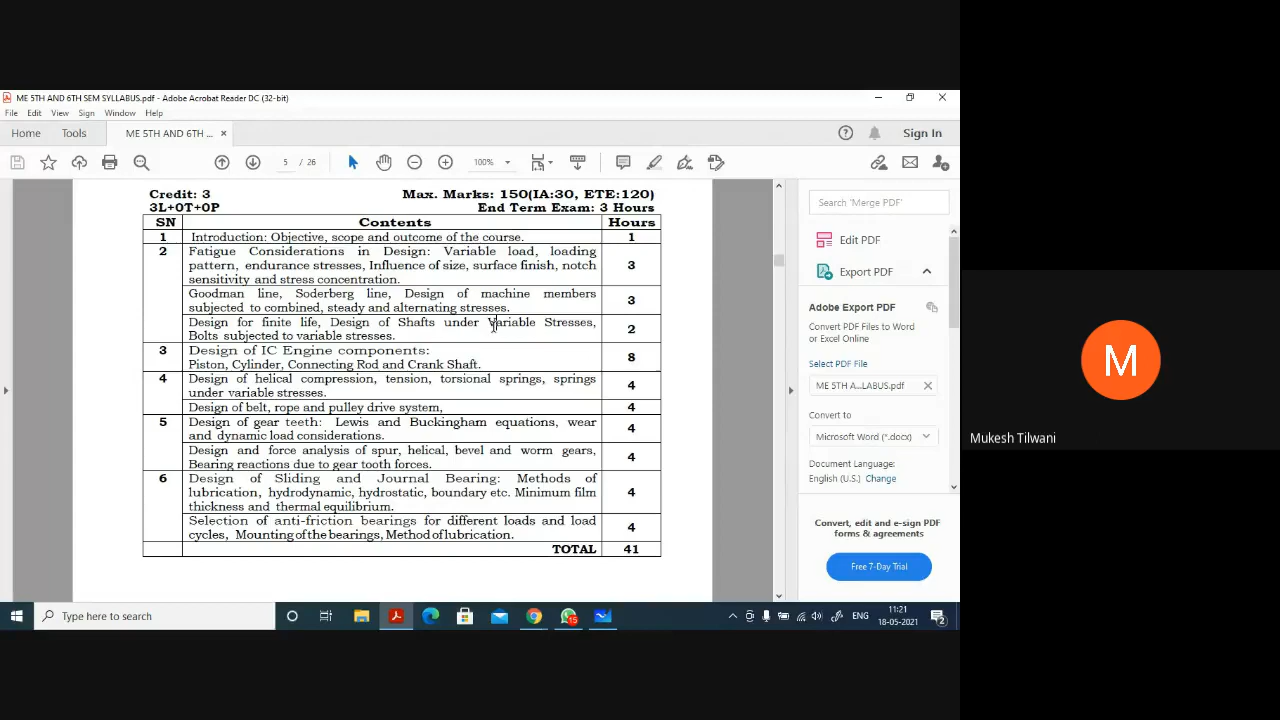 ME 5TH AND 6TH SEM SYLLABUS.pdf - Adobe Acrobat Reader DC (32-bit)
File Edit View Sign Window Help
Home Tools ME 5TH AND 6TH ... × Sign In
5 / 26 100%
Credit: 3 Max. Marks: 150(IA:30, ETE:120)
3L+0T+0P End Term Exam: 3 Hours
SN Contents Hours
1 Introduction: Objective, scope and outcome of the course. 1
2 Fatigue Considerations in Design: Variable load, loading
pattern, endurance stresses, Influence of size, surface finish, notch 3
sensitivity and stress concentration.
Goodman line, Soderberg line, Design of machine members
subjected to combined, steady and alternating stresses. 3
Design for finite life, Design of Shafts under Variable Stresses,
Bolts subjected to variable stresses. 2
3 Design of IC Engine components:
Piston, Cylinder, Connecting Rod and Crank Shaft. 8
4 Design of helical compression, tension, torsional springs, springs
under variable stresses. 4
Design of belt, rope and pulley drive system, 4
5 Design of gear teeth: Lewis and Buckingham equations, wear
and dynamic load considerations. 4
Design and force analysis of spur, helical, bevel and worm gears,
Bearing reactions due to gear tooth forces. 4
6 Design of Sliding and Journal Bearing: Methods of
lubrication, hydrodynamic, hydrostatic, boundary etc. Minimum film 4
thickness and thermal equilibrium.
Selection of anti-friction bearings for different loads and load
cycles, Mounting of the bearings, Method of lubrication. 4
TOTAL 41
Search 'Merge PDF'
Edit PDF
Export PDF
Adobe Export PDF
Convert PDF Files to Word
or Excel Online
Select PDF File
ME 5TH A...LABUS.pdf
Convert to
Microsoft Word (*.docx)
Document Language:
English (U.S.) Change
Convert, edit and e-sign PDF
forms & agreements
Free 7-Day Trial
Type here to search
15
ENG
11:21
18-05-2021
2
M
Mukesh Tilwani